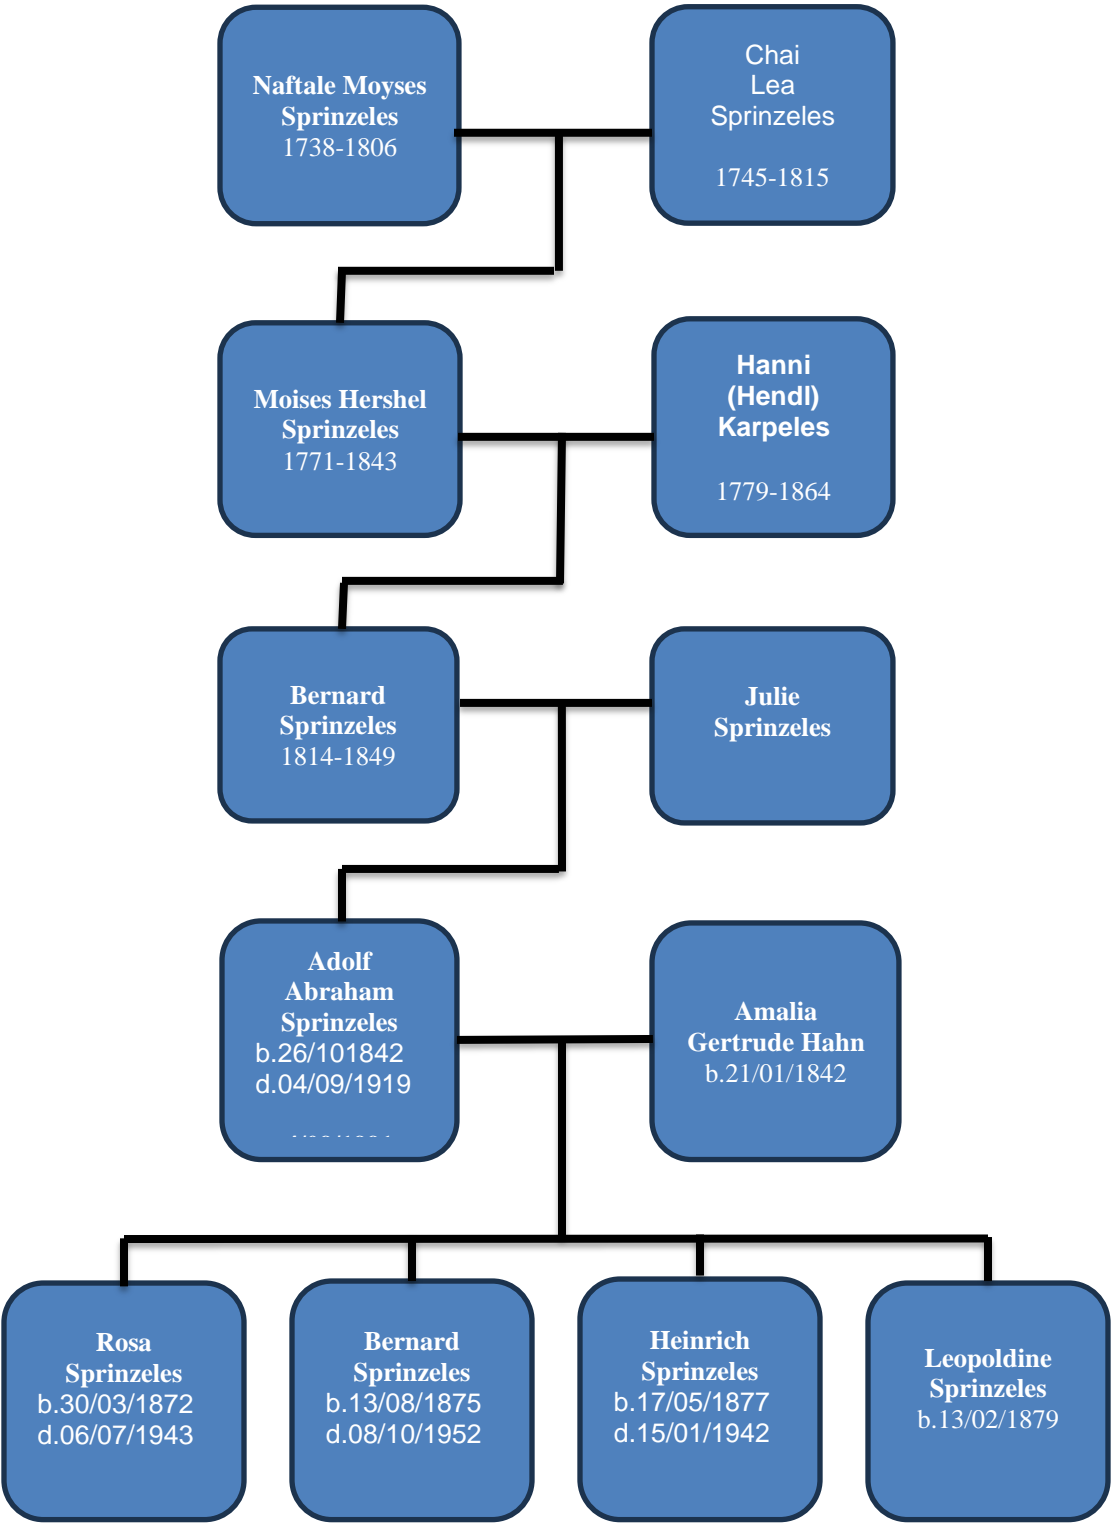 Naftale Moyses
Sprinzeles
1738-1806
Chai
Lea
Sprinzeles
1745-1815
Moises Hershel
Sprinzeles
1771-1843
Hanni
(Hendl)
Karpeles
1779-1864
Bernard
Sprinzeles
1814-1849
Julie
Sprinzeles
Adolf
Abraham
Sprinzeles
b.26/101842
d.04/09/1919
Amalia
Gertrude Hahn
b.21/01/1842
Rosa
Sprinzeles
b.30/03/1872
d.06/07/1943
Bernard
Sprinzeles
b.13/08/1875
d.08/10/1952
Heinrich
Sprinzeles
b.17/05/1877
d.15/01/1942
Leopoldine
Sprinzeles
b.13/02/1879